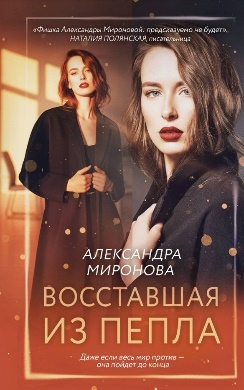 «Фишка Александры Мироновой: предсказуемо не будет».
НАТАЛИЯ ПОЛЯНСКАЯ, писательница
АЛЕКСАНДРА
МИРОНОВА
ВОССТАВШАЯ
ИЗ ПЕПЛА
Даже если весь мир против —
она пойдет до конца